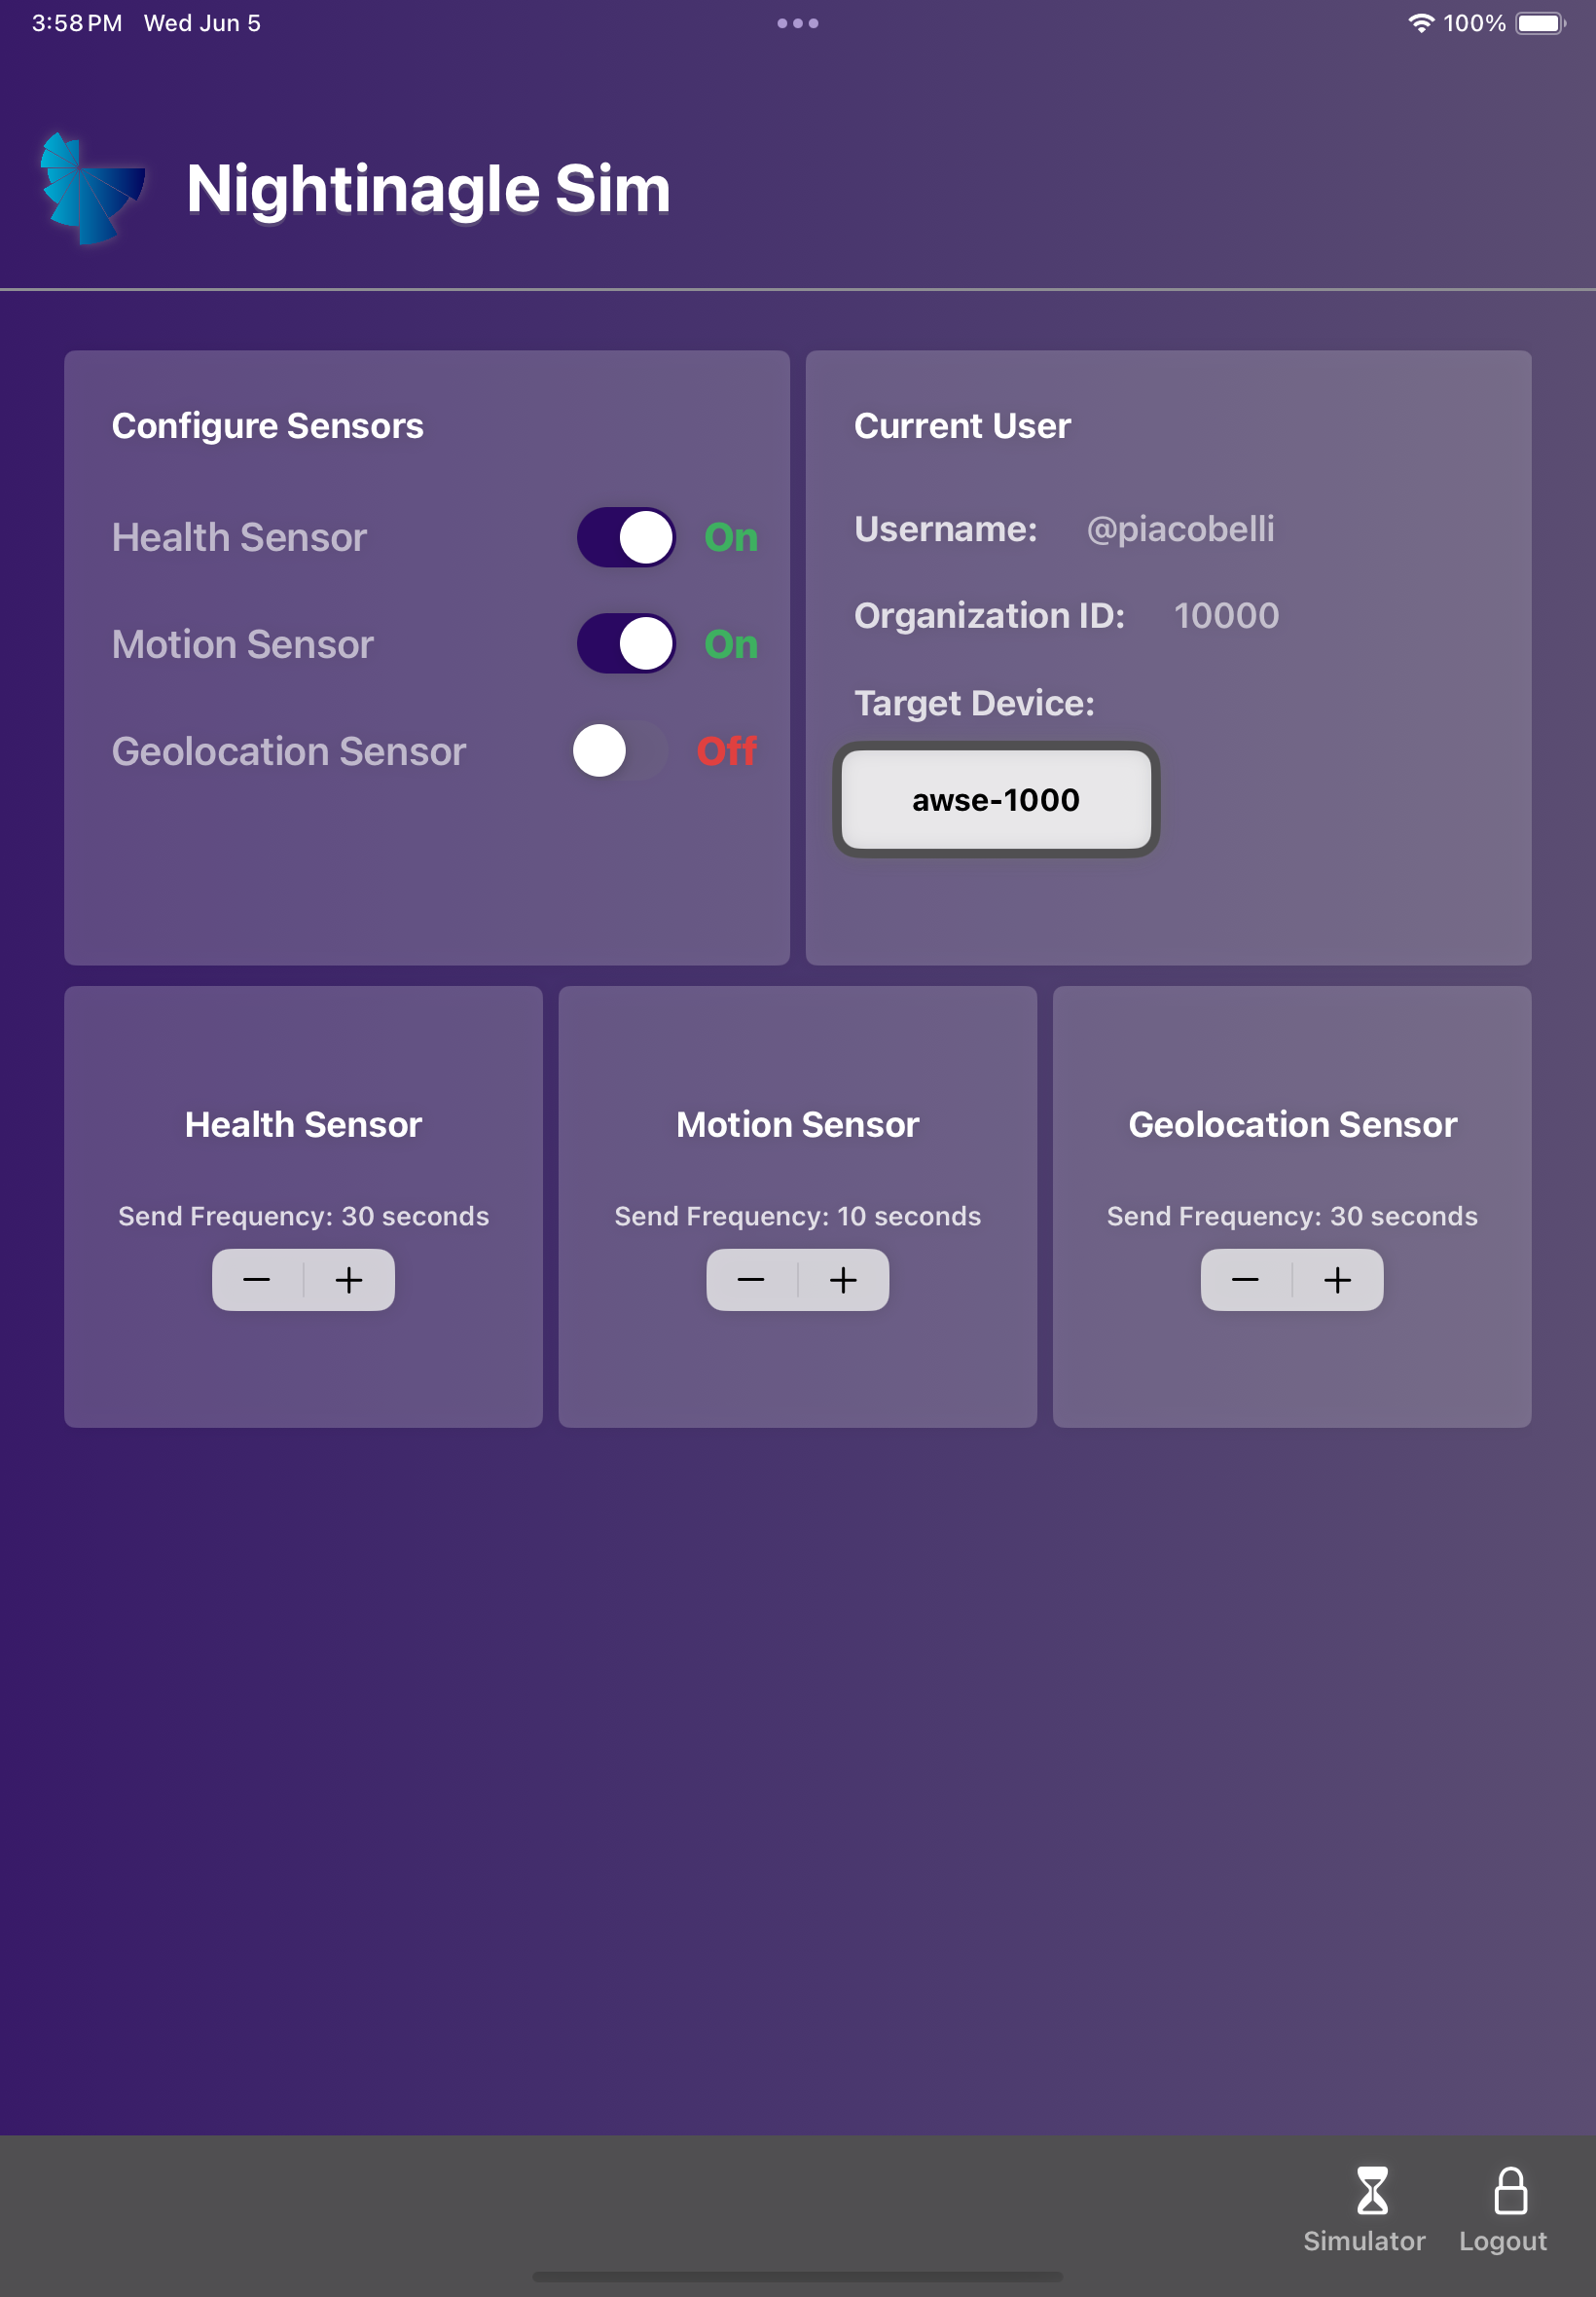 3:58 PM Wed Jun 5
100%
Nightinagle Sim
Configure Sensors
Health Sensor On
Motion Sensor On
Geolocation Sensor Off
Current User
Username: @piacobelli
Organization ID: 10000
Target Device:
awse-1000
Health Sensor
Send Frequency: 30 seconds
Motion Sensor
Send Frequency: 10 seconds
Geolocation Sensor
Send Frequency: 30 seconds
Simulator
Logout